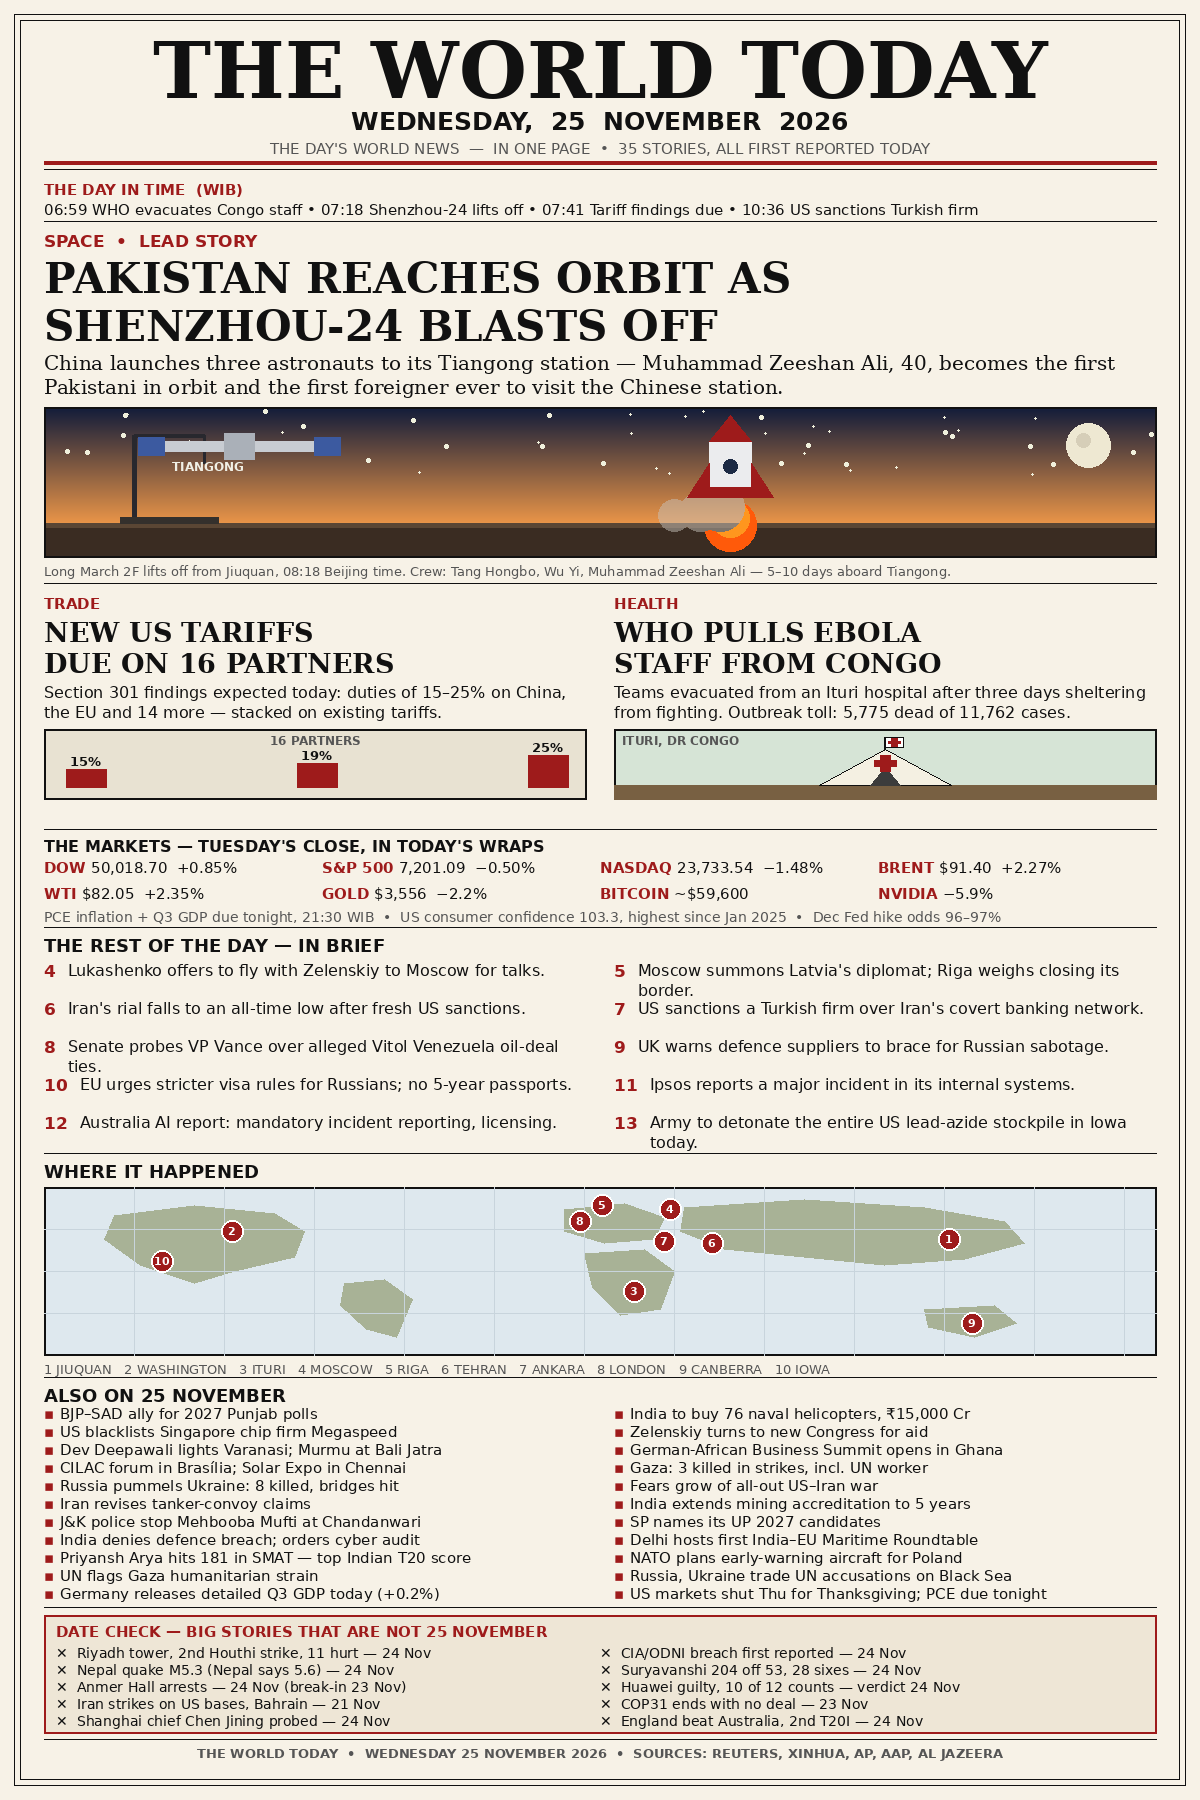 THE WORLD TODAY
WEDNESDAY, 25 NOVEMBER 2026
THE DAY'S WORLD NEWS — IN ONE PAGE • 35 STORIES, ALL FIRST REPORTED TODAY
THE DAY IN TIME (WIB)
06:59 WHO evacuates Congo staff • 07:18 Shenzhou-24 lifts off • 07:41 Tariff findings due • 10:36 US sanctions Turkish firm
SPACE • LEAD STORY
PAKISTAN REACHES ORBIT AS
SHENZHOU-24 BLASTS OFF
China launches three astronauts to its Tiangong station — Muhammad Zeeshan Ali, 40, becomes the first
Pakistani in orbit and the first foreigner ever to visit the Chinese station.
TIANGONG
Long March 2F lifts off from Jiuquan, 08:18 Beijing time. Crew: Tang Hongbo, Wu Yi, Muhammad Zeeshan Ali — 5–10 days aboard Tiangong.
TRADE
NEW US TARIFFS
DUE ON 16 PARTNERS
Section 301 findings expected today: duties of 15–25% on China,
the EU and 14 more — stacked on existing tariffs.
16 PARTNERS
15%
19%
25%
HEALTH
WHO PULLS EBOLA
STAFF FROM CONGO
Teams evacuated from an Ituri hospital after three days sheltering
from fighting. Outbreak toll: 5,775 dead of 11,762 cases.
ITURI, DR CONGO
THE MARKETS — TUESDAY'S CLOSE, IN TODAY'S WRAPS
DOW 50,018.70 +0.85%
S&P 500 7,201.09 −0.50%
NASDAQ 23,733.54 −1.48%
BRENT $91.40 +2.27%
WTI $82.05 +2.35%
GOLD $3,556 −2.2%
BITCOIN ~$59,600
NVIDIA −5.9%
PCE inflation + Q3 GDP due tonight, 21:30 WIB • US consumer confidence 103.3, highest since Jan 2025 • Dec Fed hike odds 96–97%
THE REST OF THE DAY — IN BRIEF
4 Lukashenko offers to fly with Zelenskiy to Moscow for talks.
5 Moscow summons Latvia's diplomat; Riga weighs closing its
border.
6 Iran's rial falls to an all-time low after fresh US sanctions.
7 US sanctions a Turkish firm over Iran's covert banking network.
8 Senate probes VP Vance over alleged Vitol Venezuela oil-deal
ties.
9 UK warns defence suppliers to brace for Russian sabotage.
10 EU urges stricter visa rules for Russians; no 5-year passports.
11 Ipsos reports a major incident in its internal systems.
12 Australia AI report: mandatory incident reporting, licensing.
13 Army to detonate the entire US lead-azide stockpile in Iowa
today.
WHERE IT HAPPENED
5
4
8
2
7
6
1
10
3
9
1 JIUQUAN 2 WASHINGTON 3 ITURI 4 MOSCOW 5 RIGA 6 TEHRAN 7 ANKARA 8 LONDON 9 CANBERRA 10 IOWA
ALSO ON 25 NOVEMBER
■ BJP–SAD ally for 2027 Punjab polls
■ US blacklists Singapore chip firm Megaspeed
■ Dev Deepawali lights Varanasi; Murmu at Bali Jatra
■ CILAC forum in Brasília; Solar Expo in Chennai
■ Russia pummels Ukraine: 8 killed, bridges hit
■ Iran revises tanker-convoy claims
■ J&K police stop Mehbooba Mufti at Chandanwari
■ India denies defence breach; orders cyber audit
■ Priyansh Arya hits 181 in SMAT — top Indian T20 score
■ UN flags Gaza humanitarian strain
■ Germany releases detailed Q3 GDP today (+0.2%)
■ India to buy 76 naval helicopters, ₹15,000 Cr
■ Zelenskiy turns to new Congress for aid
■ German-African Business Summit opens in Ghana
■ Gaza: 3 killed in strikes, incl. UN worker
■ Fears grow of all-out US–Iran war
■ India extends mining accreditation to 5 years
■ SP names its UP 2027 candidates
■ Delhi hosts first India–EU Maritime Roundtable
■ NATO plans early-warning aircraft for Poland
■ Russia, Ukraine trade UN accusations on Black Sea
■ US markets shut Thu for Thanksgiving; PCE due tonight
DATE CHECK — BIG STORIES THAT ARE NOT 25 NOVEMBER
✕ Riyadh tower, 2nd Houthi strike, 11 hurt — 24 Nov
✕ Nepal quake M5.3 (Nepal says 5.6) — 24 Nov
✕ Anmer Hall arrests — 24 Nov (break-in 23 Nov)
✕ Iran strikes on US bases, Bahrain — 21 Nov
✕ Shanghai chief Chen Jining probed — 24 Nov
✕ CIA/ODNI breach first reported — 24 Nov
✕ Suryavanshi 204 off 53, 28 sixes — 24 Nov
✕ Huawei guilty, 10 of 12 counts — verdict 24 Nov
✕ COP31 ends with no deal — 23 Nov
✕ England beat Australia, 2nd T20I — 24 Nov
THE WORLD TODAY • WEDNESDAY 25 NOVEMBER 2026 • SOURCES: REUTERS, XINHUA, AP, AAP, AL JAZEERA